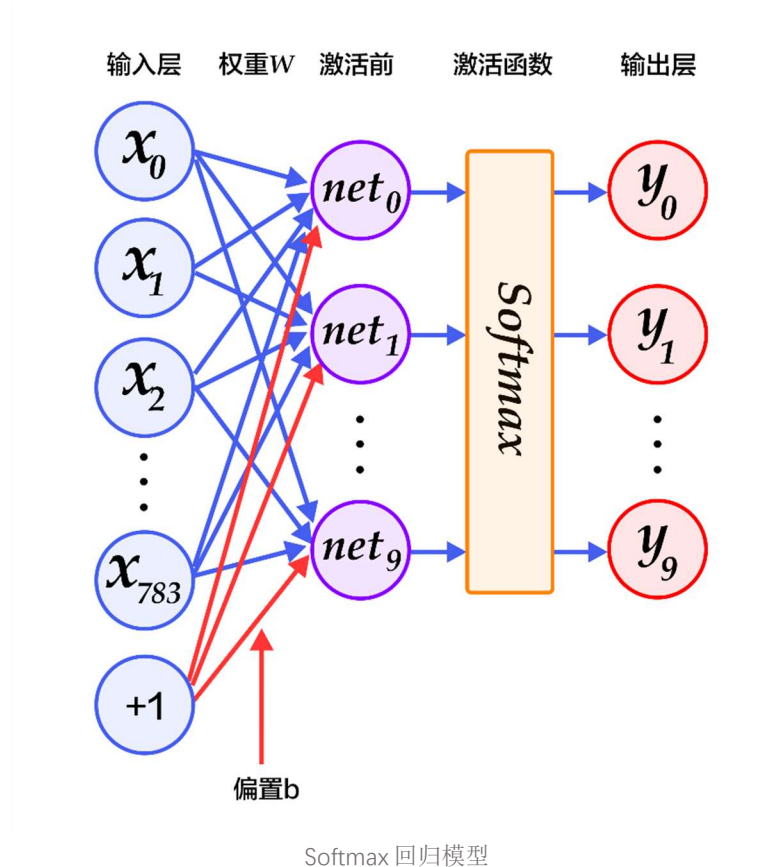 输入层 权重W 激活前 激活函数 输出层
x0 net0 y0
x1 net1 y1
x2
Softmax
x783 net9 y9
+1
偏置b
Softmax 回归模型